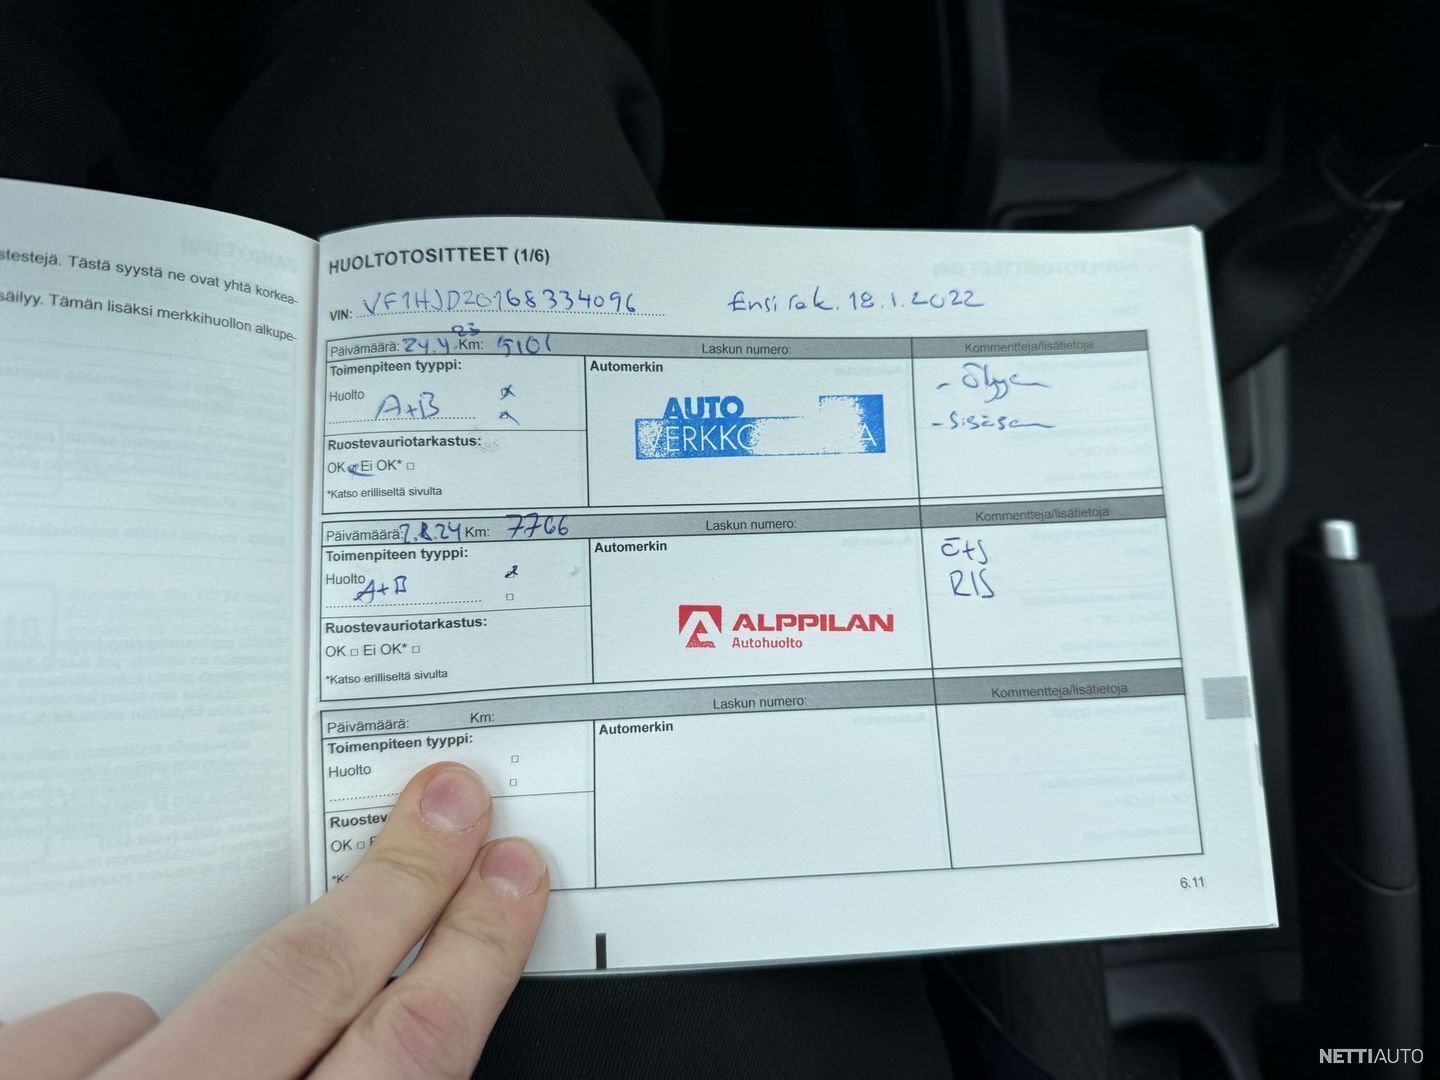 stestejä. Tästä syystä ne ovat yhtä korkea-
säilyy. Tämän lisäksi merkkihuollon alkupe-
HUOLTOTOSITTEET (1/6)
VIN: VF1HJD20168334096 Ensi rek. 18.1.2022
Päivämäärä: 24.4.23 Km: 5101 Laskun numero: Kommentteja/lisätietoja
Toimenpiteen tyyppi:
Huolto
A+B
Ruostevauriotarkastus:
OK Ei OK* □
*Katso erilliseltä sivulta
Automerkin
AUTO
VERKKO A
- Öljyn
- Sisäsan
Päivämäärä: 2.8.24 Km: 7766 Laskun numero: Kommentteja/lisätietoja
Toimenpiteen tyyppi:
Huolto
A+B
□
Ruostevauriotarkastus:
OK □ Ei OK* □
*Katso erilliseltä sivulta
Automerkin
ALPPILAN
Autohuolto
RIS
Päivämäärä: Km: Laskun numero: Kommentteja/lisätietoja
Toimenpiteen tyyppi:
Huolto
□
□
Ruosteve
OK □ E
*K
Automerkin
6.11
NETTIAUTO